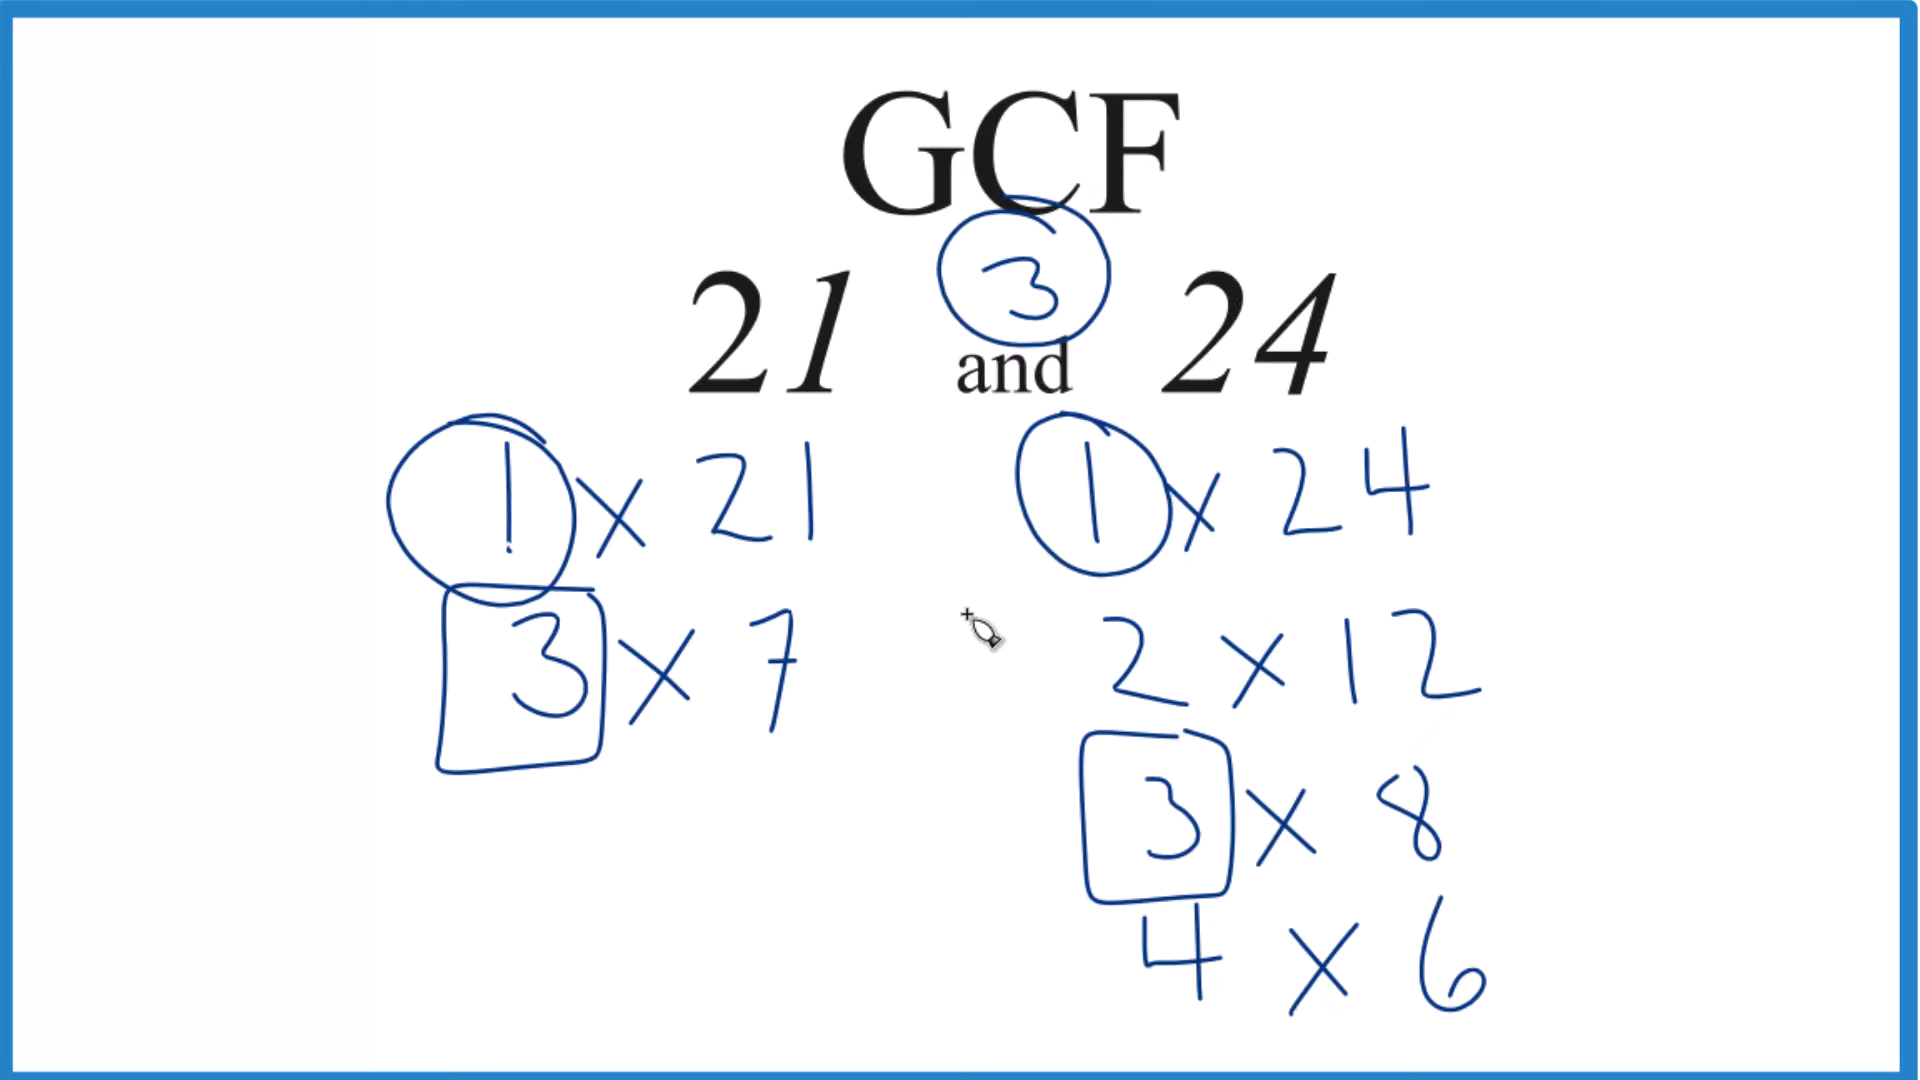 GCF
3
21 and 24
1 x 21
3 x 7
1 x 24
2 x 12
3 x 8
4 x 6